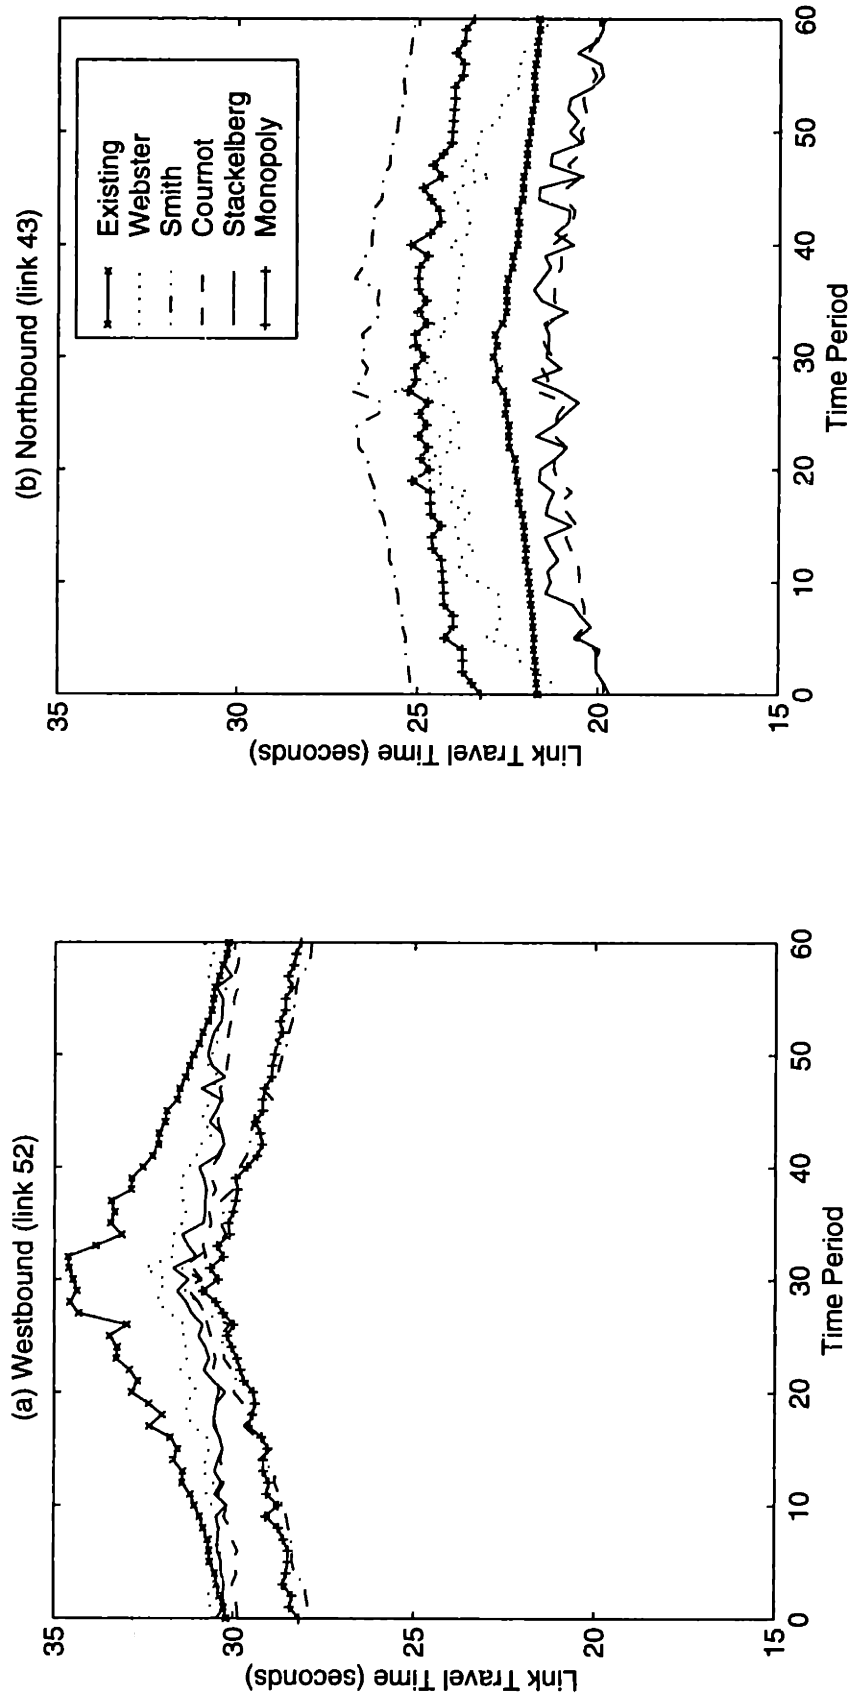 (a) Westbound (link 52)
35
30
25
20
15
0
10
20
30
40
50
60
Link Travel Time (seconds)
Time Period
(b) Northbound (link 43)
35
30
25
20
15
0
10
20
30
40
50
60
Link Travel Time (seconds)
Time Period
Existing
Webster
Smith
Cournot
Stackelberg
Monopoly